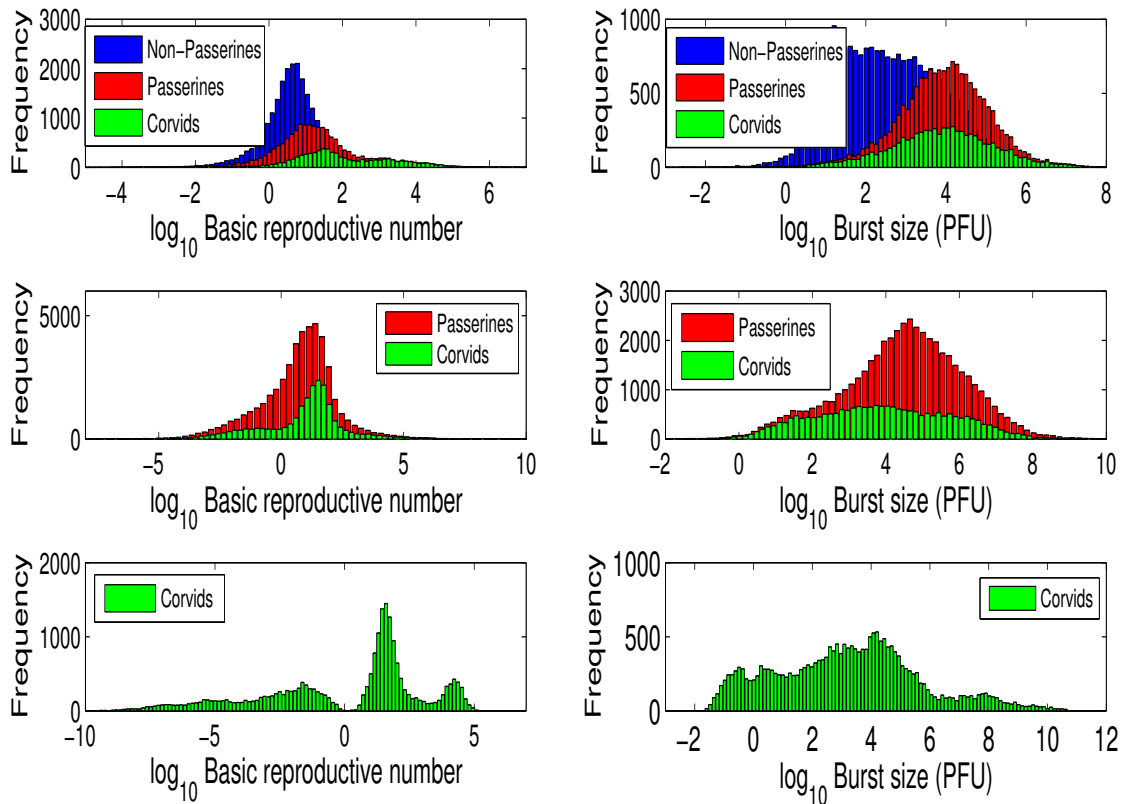 3000
2000
1000
0
Frequency
Non-Passerines
Passerines
Corvids
−4 −2 0 2 4 6
log10 Basic reproductive number
1000
500
0
Frequency
Non-Passerines
Passerines
Corvids
−2 0 2 4 6 8
log10 Burst size (PFU)
5000
0
Frequency
Passerines
Corvids
−5 0 5 10
log10 Basic reproductive number
3000
2000
1000
0
Frequency
Passerines
Corvids
−2 0 2 4 6 8 10
log10 Burst size (PFU)
2000
1000
0
Frequency
Corvids
−10 −5 0 5
log10 Basic reproductive number
1000
500
0
Frequency
Corvids
−2 0 2 4 6 8 10 12
log10 Burst size (PFU)